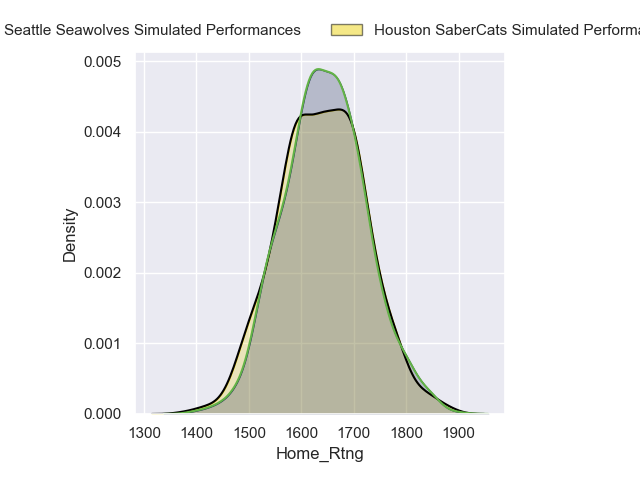 Seattle Seawolves Simulated Performances
Houston SaberCats Simulated Performa
0.005
0.004
0.003
0.002
0.001
0.000
Density
1300 1400 1500 1600 1700 1800 1900
Home_Rtng